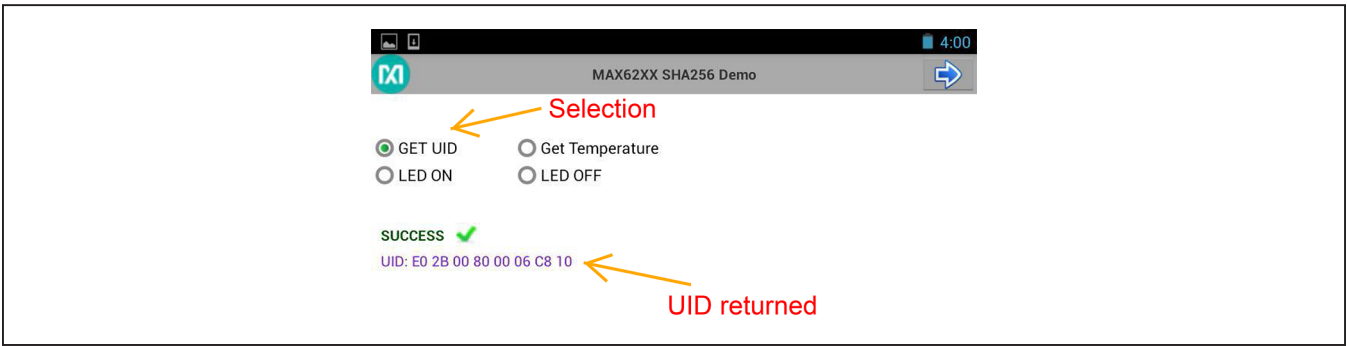 4:00
MAX62XX SHA256 Demo
Selection
GET UID Get Temperature
LED ON LED OFF
SUCCESS
UID: E0 2B 00 80 00 06 C8 10
UID returned